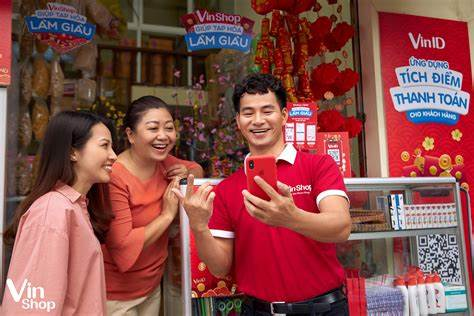 VinShop
GIÚP TẠP HÓA
LÀM GIÀU
VinShop
GIÚP TẠP HÓA
LÀM GIÀU
VinID
ỨNG DỤNG
TÍCH ĐIỂM
THANH TOÁN
CHO KHÁCH HÀNG
VinShop
Vin
Shop